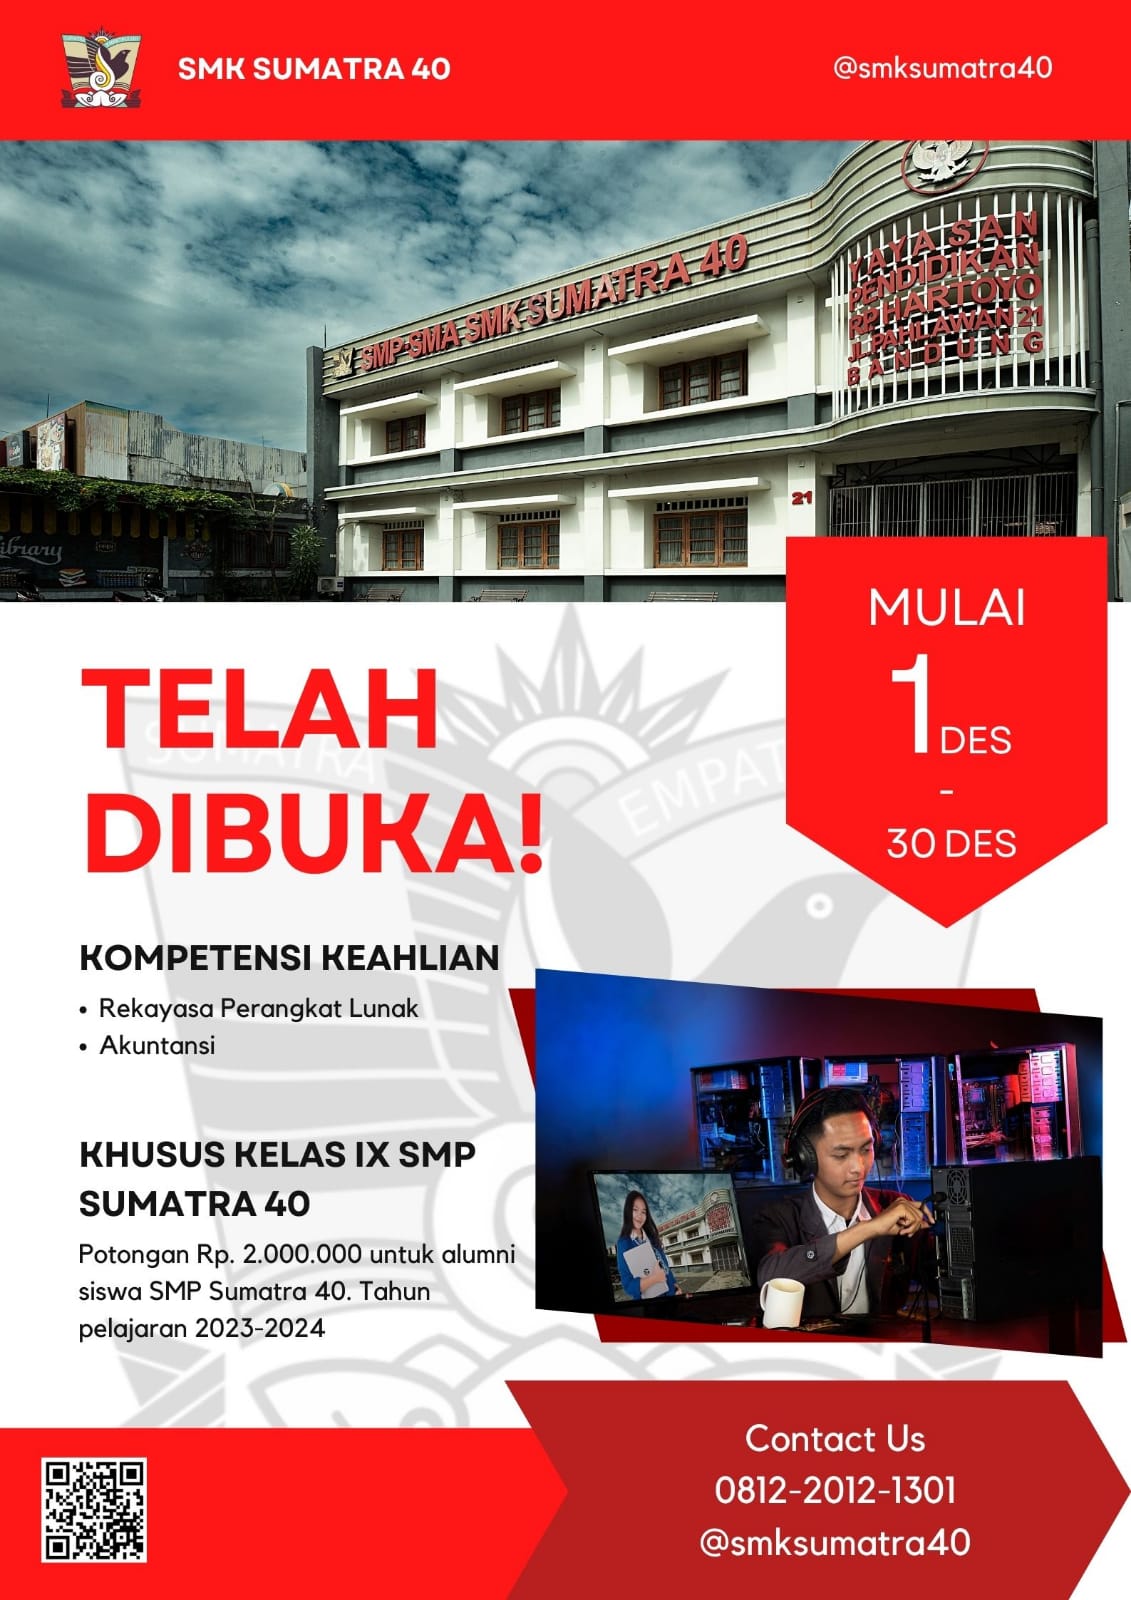 SMK SUMATRA 40
@smksumatra40
SMP-SMA-SMK SUMATRA 40
YAYASAN
PENDIDIKAN
RP HARTOYO
JL.PAHLAWAN 21
BANDUNG
21
MULAI
1 DES
-
30 DES
TELAH
DIBUKA!
SUMATRA
EMPAT
KOMPETENSI KEAHLIAN
• Rekayasa Perangkat Lunak
• Akuntansi
KHUSUS KELAS IX SMP
SUMATRA 40
Potongan Rp. 2.000.000 untuk alumni
siswa SMP Sumatra 40. Tahun
pelajaran 2023-2024
Contact Us
0812-2012-1301
@smksumatra40